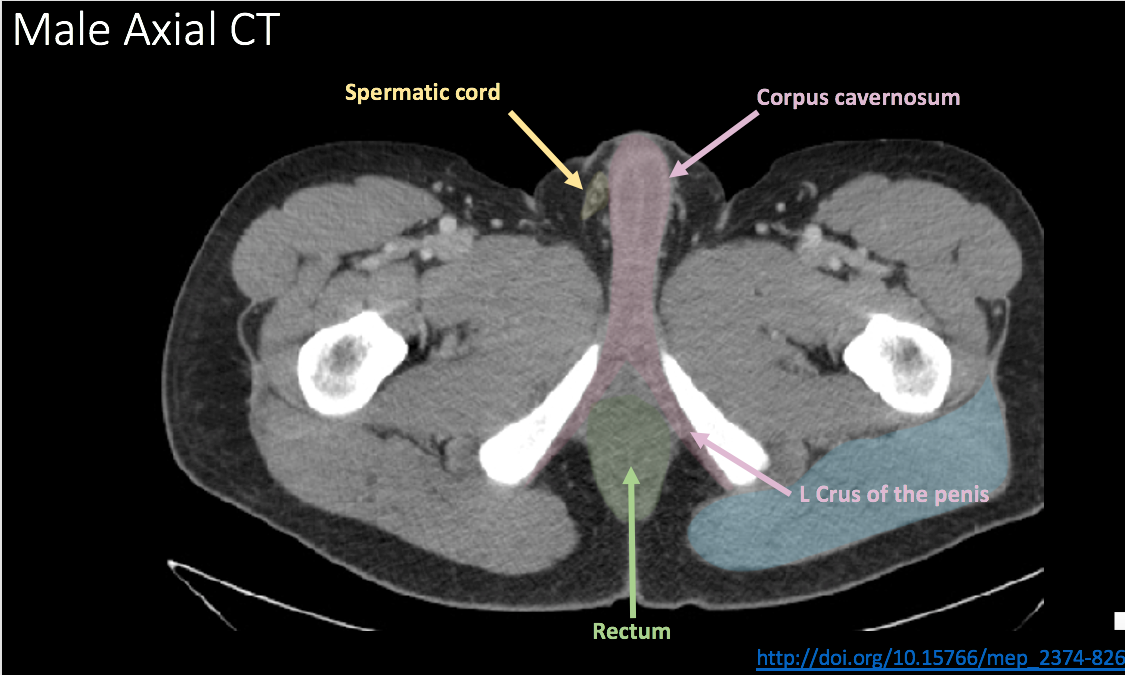 Male Axial CT
Spermatic cord
Corpus cavernosum
L Crus of the penis
Rectum
http://doi.org/10.15766/mep_2374-826